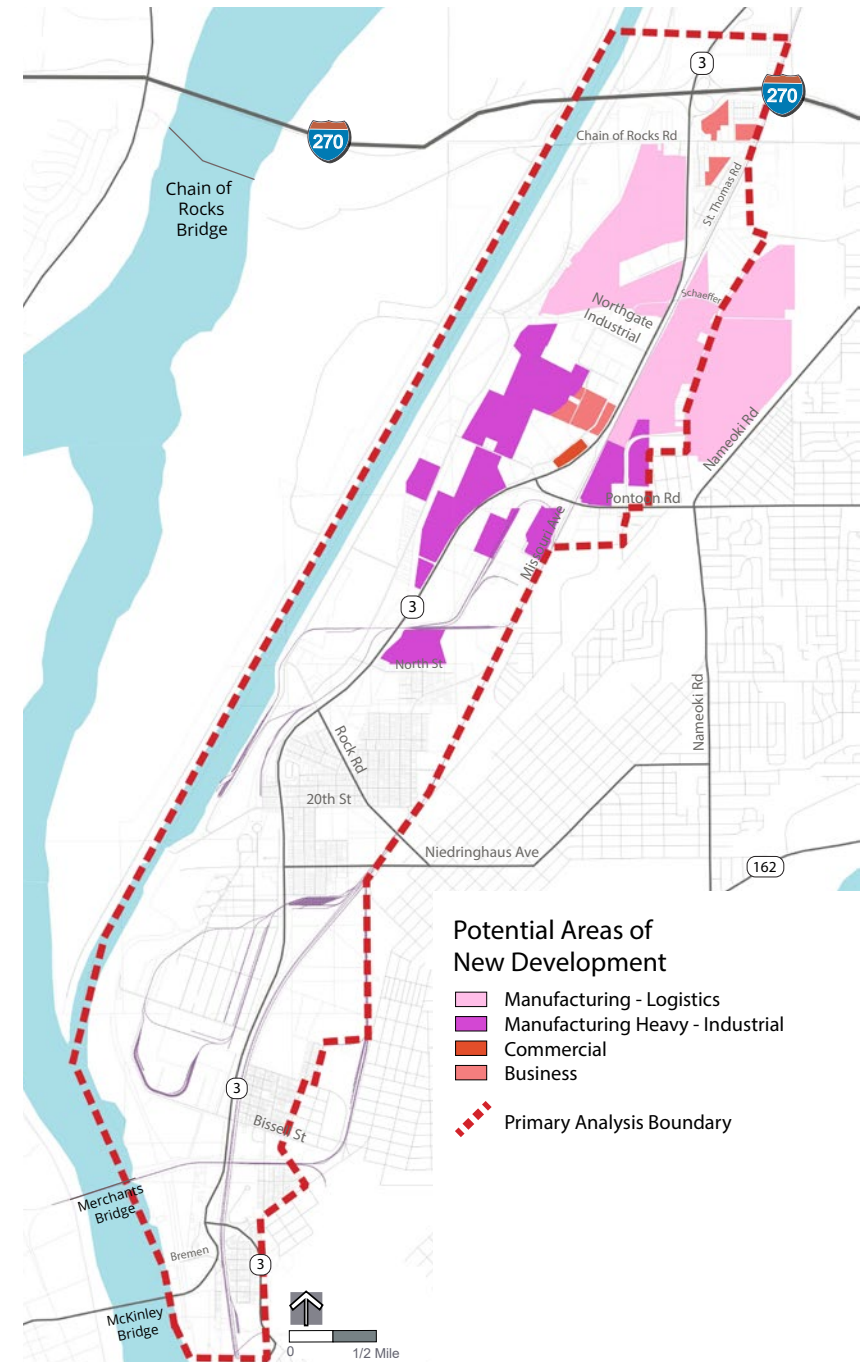 3
270
270
Chain of Rocks Rd
Chain of
Rocks
Bridge
St. Thomas Rd
Schaeffer
Northgate
Industrial
Nameoki Rd
Pontoon Rd
Missouri Ave
3
North St
Nameoki Rd
Rock Rd
20th St
Niedringhaus Ave
162
Potential Areas of
New Development
Manufacturing - Logistics
Manufacturing Heavy - Industrial
Commercial
Business
Primary Analysis Boundary
3
Bissell St
Merchants
Bridge
Bremen
3
McKinley
Bridge
0
1/2 Mile